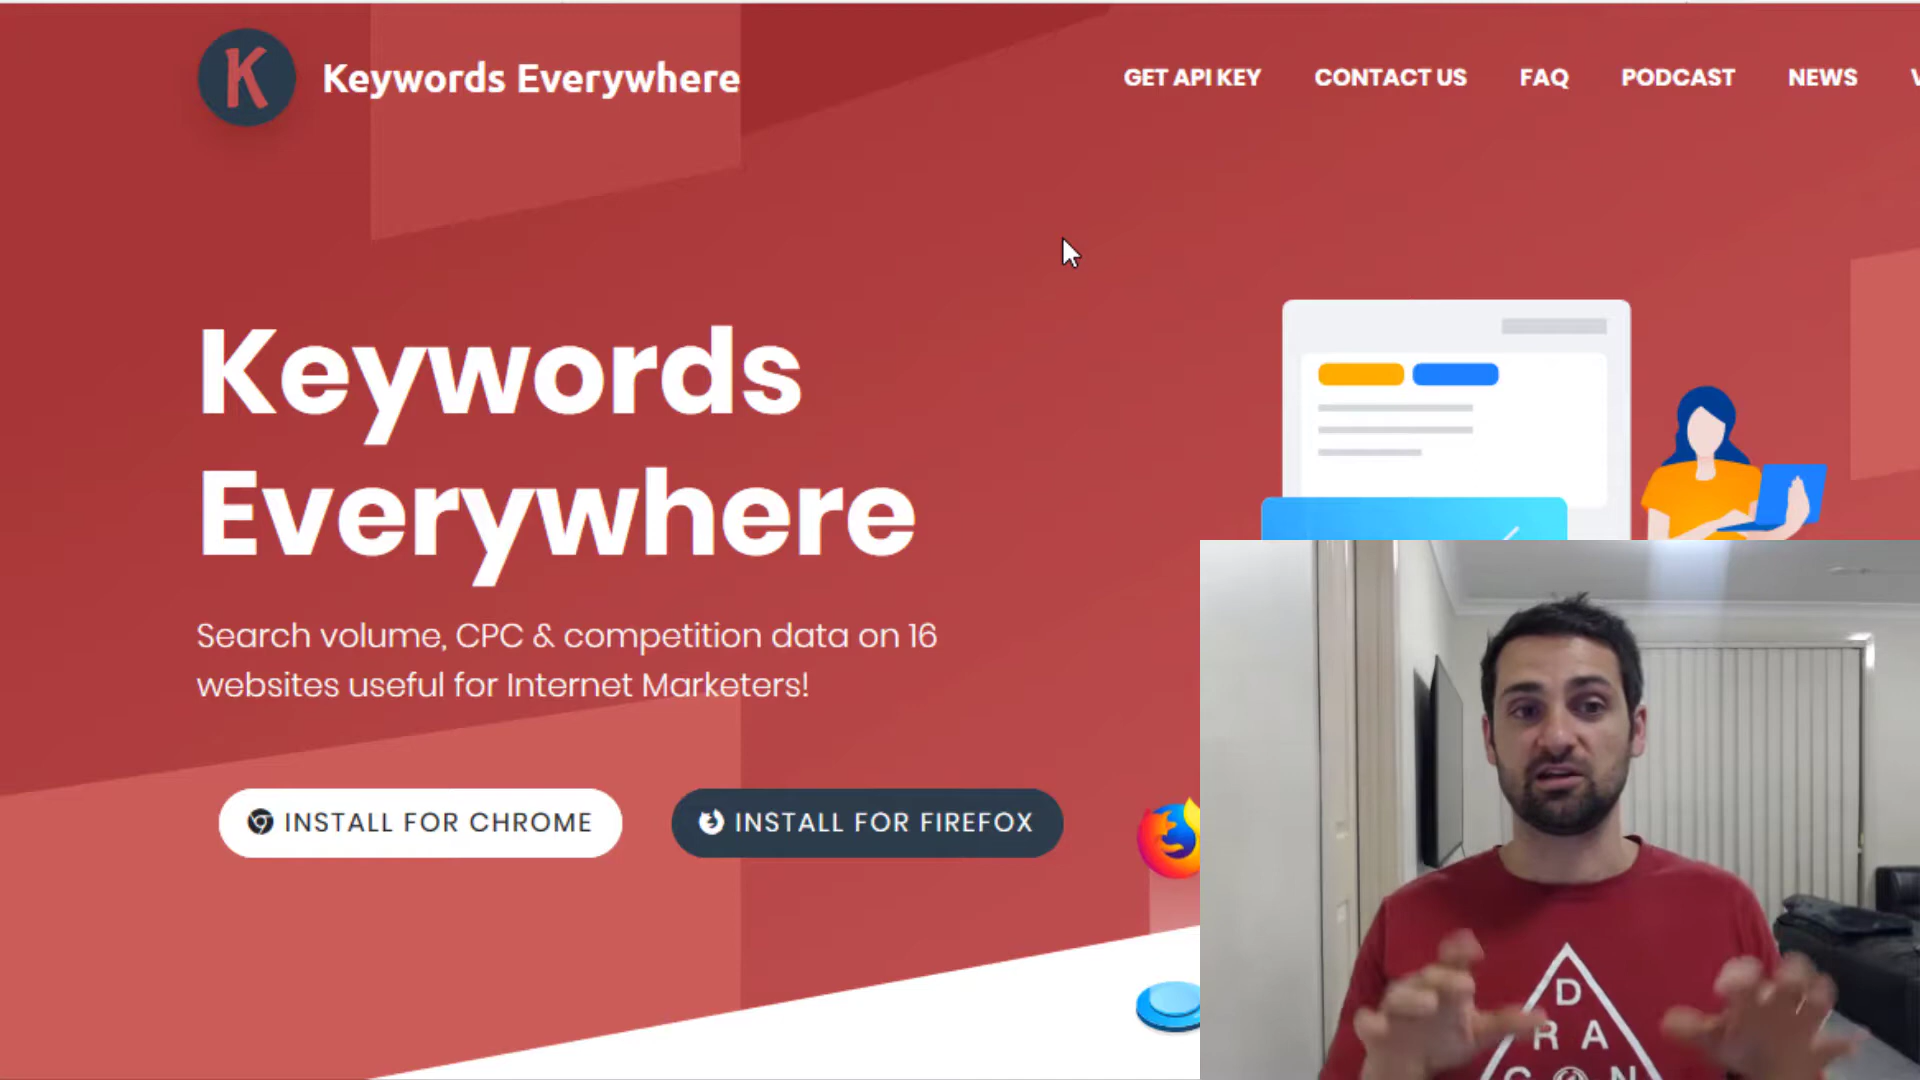 K
Keywords Everywhere
GET API KEY
CONTACT US
FAQ
PODCAST
NEWS
Keywords
Everywhere
Search volume, CPC & competition data on 16
websites useful for Internet Marketers!
INSTALL FOR CHROME
INSTALL FOR FIREFOX
D
R A